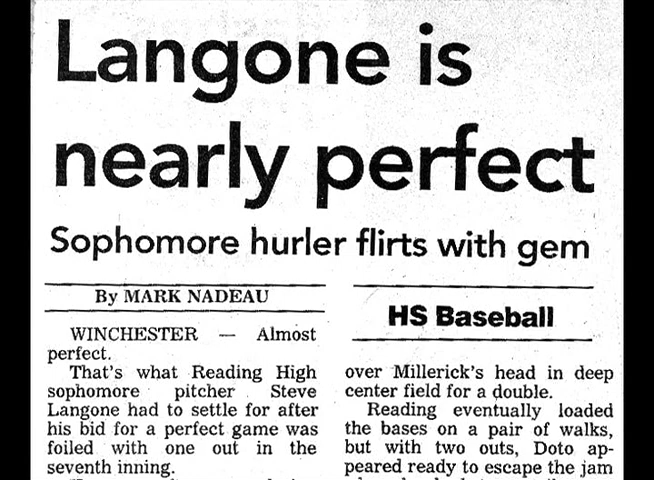 Langone is
nearly perfect
Sophomore hurler flirts with gem
By MARK NADEAU
WINCHESTER — Almost
perfect.
That's what Reading High
sophomore pitcher Steve
Langone had to settle for after
his bid for a perfect game was
foiled with one out in the
seventh inning.
HS Baseball
over Millerick's head in deep
center field for a double.
Reading eventually loaded
the bases on a pair of walks,
but with two outs, Doto ap-
peared ready to escape the jam